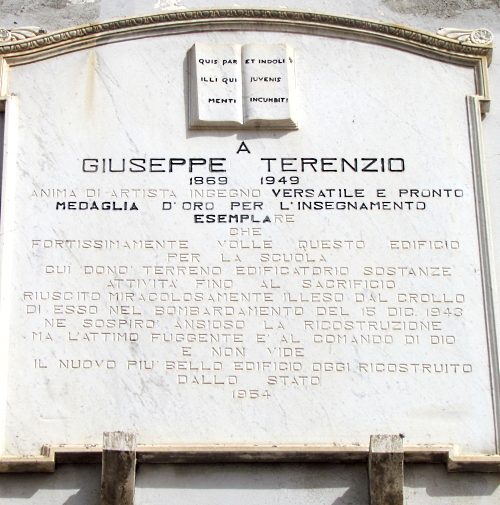 QUIS PAR ET INDOLI
ILLI QUI JUVENIS
MENTI INCUMBIT!
A
GIUSEPPE TERENZIO
1869 1949
ANIMA DI ARTISTA INGEGNO VERSATILE E PRONTO
MEDAGLIA D'ORO PER L'INSEGNAMENTO
ESEMPLARE
CHE
FORTISSIMAMENTE VOLLE QUESTO EDIFICIO
PER LA SCUOLA
CUI DONO' TERRENO EDIFICATORIO SOSTANZE
ATTIVITA' FINO AL SACRIFICIO
RIUSCITO MIRACOLOSAMENTE ILLESO DAL CROLLO
DI ESSO NEL BOMBARDAMENTO DEL 15 DIC. 1943
NE SOSPIRO' ANSIOSO LA RICOSTRUZIONE
MA L'ATTIMO FUGGENTE E' AL COMANDO DI DIO
E NON VIDE
IL NUOVO PIU' BELLO EDIFICIO OGGI RICOSTRUITO
DALLO STATO
1954